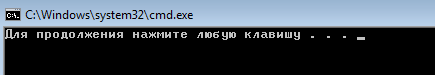 C:\Windows\system32\cmd.exe
Для продолжения нажмите любую клавишу . . .